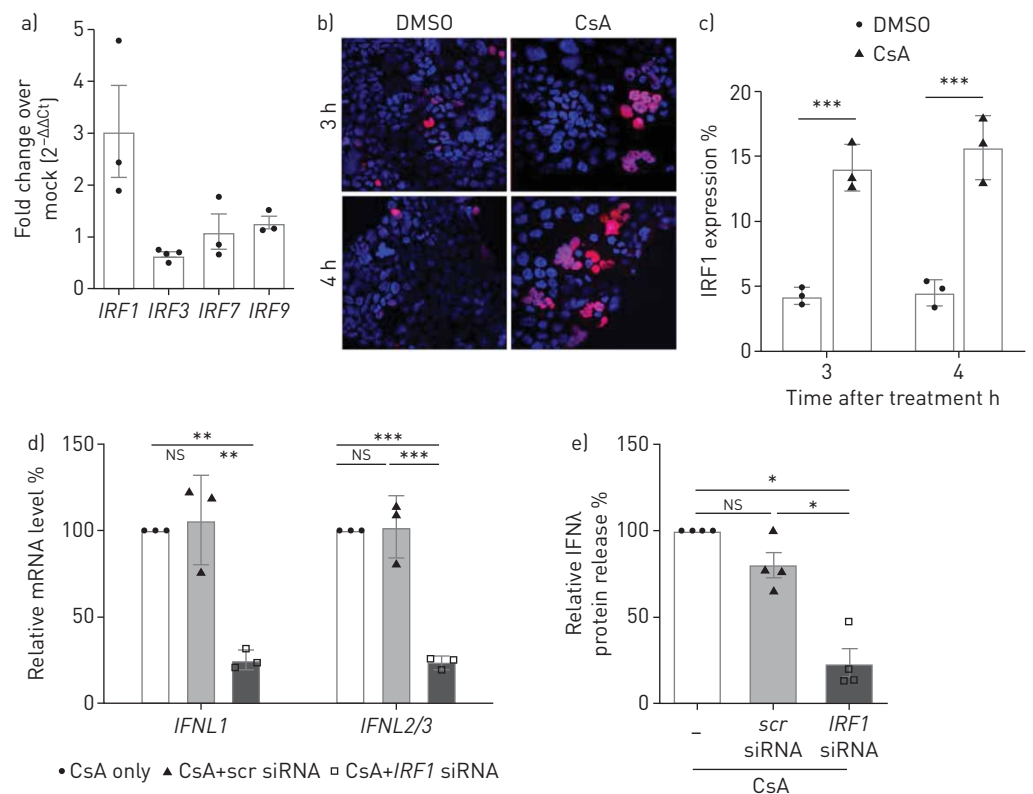 a)
Fold change over
mock (2⁻ΔΔCt)
5
4
3
2
1
0
IRF1 IRF3 IRF7 IRF9
b)
DMSO CsA
3 h
4 h
c)
● DMSO
▲ CsA
IRF1 expression %
20
15
10
5
0
*** ***
3 4
Time after treatment h
d)
Relative mRNA level %
150
100
50
0
** ***
NS ** NS ***
IFNL1 IFNL2/3
● CsA only ▲ CsA+scr siRNA □ CsA+IRF1 siRNA
e)
Relative IFNλ
protein release %
150
100
50
0
*
NS *
– scr IRF1
siRNA siRNA
CsA